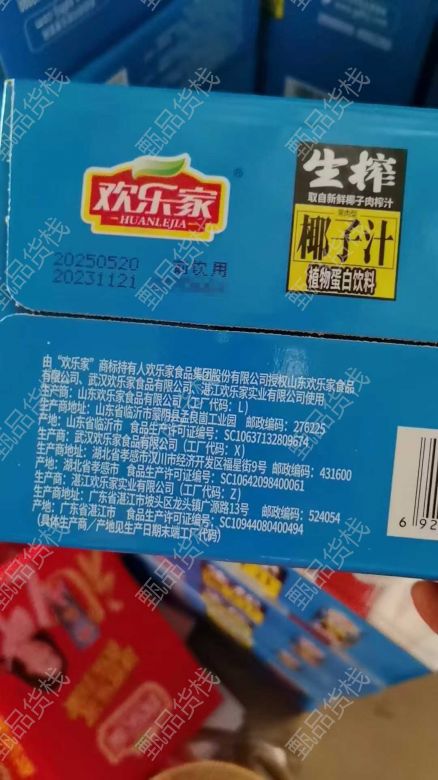 欢乐家
HUANLEJIA
®
生榨
取自新鲜椰子肉榨汁
果肉型
椰子汁
植物蛋白饮料
20250520 前饮用
20231121
由“欢乐家”商标持有人欢乐家食品集团股份有限公司授权山东欢乐家食品
有限公司、武汉欢乐家食品有限公司、湛江欢乐家实业有限公司使用
生产商：山东欢乐家食品有限公司（工厂代码：L）
生产商地址：山东省临沂市蒙阴县孟良崮工业园 邮政编码：276225
产地：山东省临沂市 食品生产许可证编号：SC10637132809674
生产商：武汉欢乐家食品有限公司（工厂代码：X）
生产商地址：湖北省孝感市汉川市经济开发区福星街9号 邮政编码：431600
产地：湖北省孝感市 食品生产许可证编号：SC10642098400061
生产商：湛江欢乐家实业有限公司（工厂代码：Z）
生产商地址：广东省湛江市坡头区龙头镇广源路13号 邮政编码：524054
产地：广东省湛江市 食品生产许可证编号：SC10944080400494
（具体生产商／产地见生产日期末端工厂代码）
6 92
甄品货栈